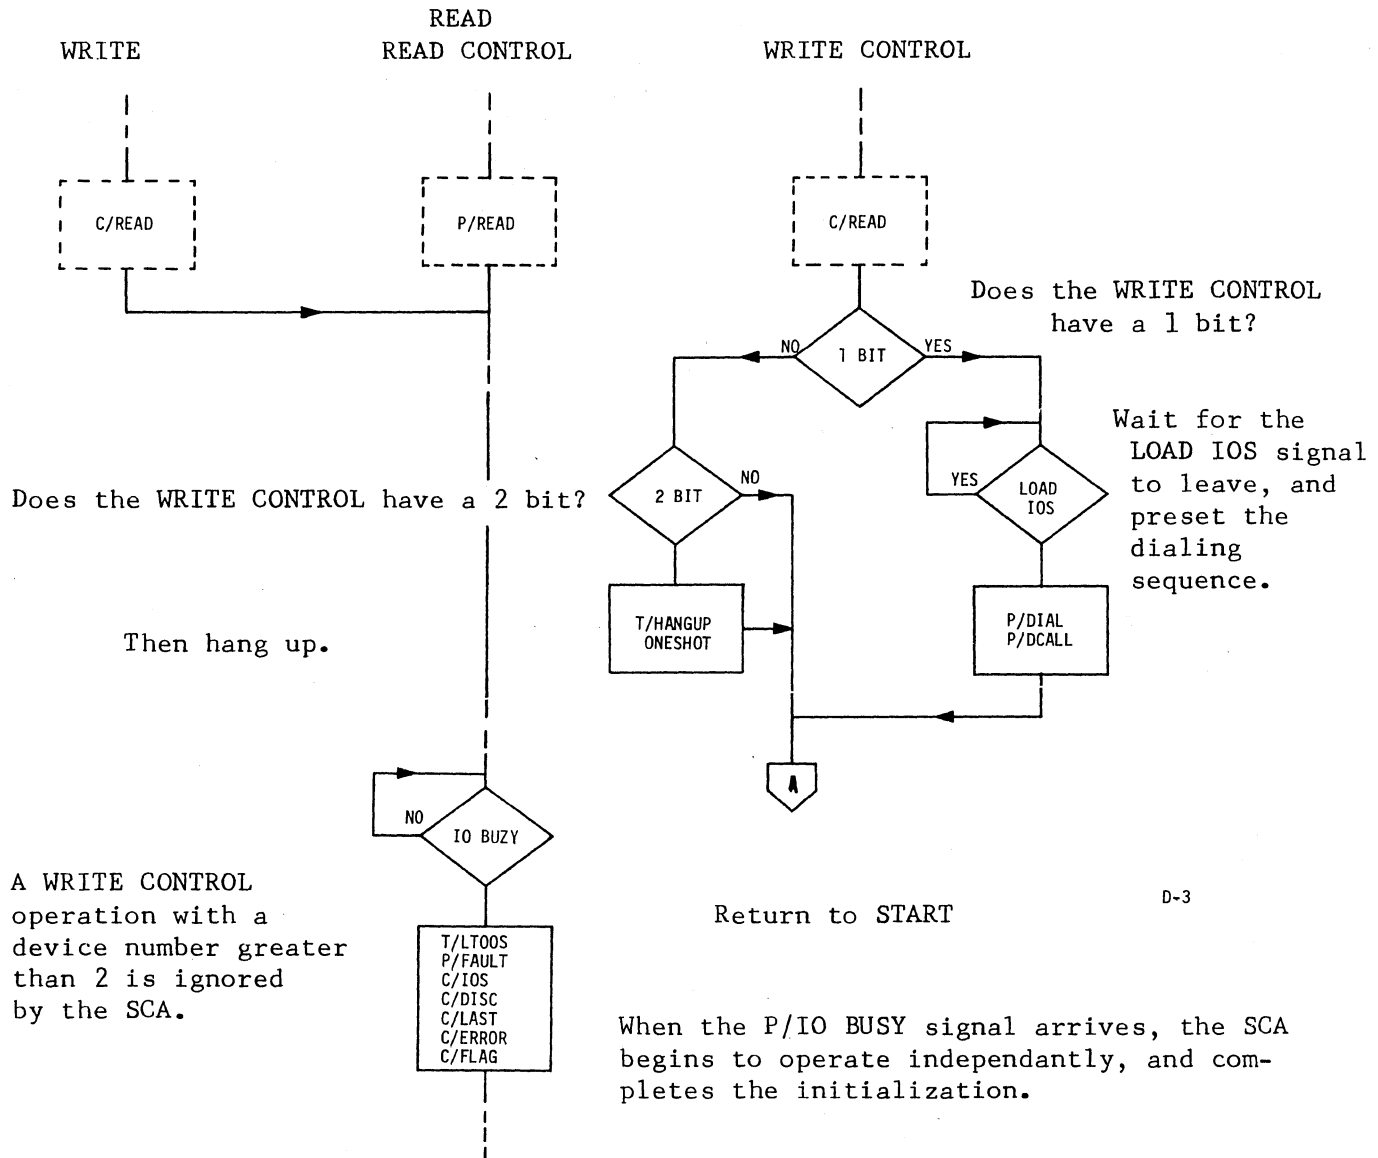 READ
WRITE READ CONTROL WRITE CONTROL
C/READ P/READ C/READ
Does the WRITE CONTROL
have a 1 bit?
NO 1 BIT YES
Wait for the
LOAD IOS signal
to leave, and
preset the
dialing
sequence.
YES LOAD
IOS
Does the WRITE CONTROL have a 2 bit?
2 BIT NO
T/HANGUP
ONESHOT
P/DIAL
P/DCALL
Then hang up.
A
NO IO BUZY
A WRITE CONTROL
operation with a
device number greater
than 2 is ignored
by the SCA.
Return to START
D-3
T/LTOOS
P/FAULT
C/IOS
C/DISC
C/LAST
C/ERROR
C/FLAG
When the P/IO BUSY signal arrives, the SCA
begins to operate independantly, and com-
pletes the initialization.